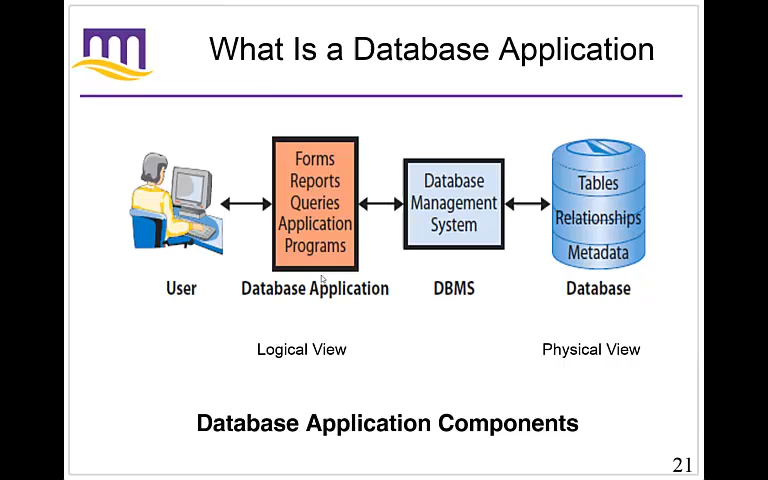 What Is a Database Application
Forms
Reports
Queries
Application
Programs
Database
Management
System
Tables
Relationships
Metadata
User
Database Application
DBMS
Database
Logical View
Physical View
Database Application Components
21